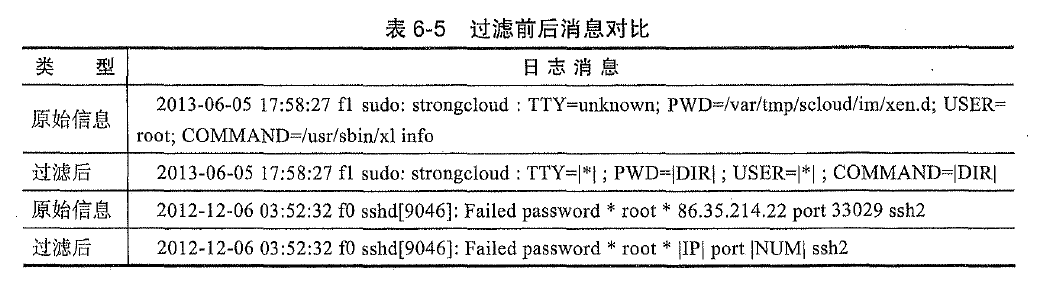 表 6-5 过滤前后消息对比
类 型 日 志 消 息
原始信息 2013-06-05 17:58:27 f1 sudo: strongcloud : TTY=unknown; PWD=/var/tmp/scloud/im/xen.d; USER=
root; COMMAND=/usr/sbin/xl info
过滤后 2013-06-05 17:58:27 f1 sudo: strongcloud : TTY=|*| ; PWD=|DIR| ; USER=|*| ; COMMAND=|DIR|
原始信息 2012-12-06 03:52:32 f0 sshd[9046]: Failed password * root * 86.35.214.22 port 33029 ssh2
过滤后 2012-12-06 03:52:32 f0 sshd[9046]: Failed password * root * |IP| port |NUM| ssh2